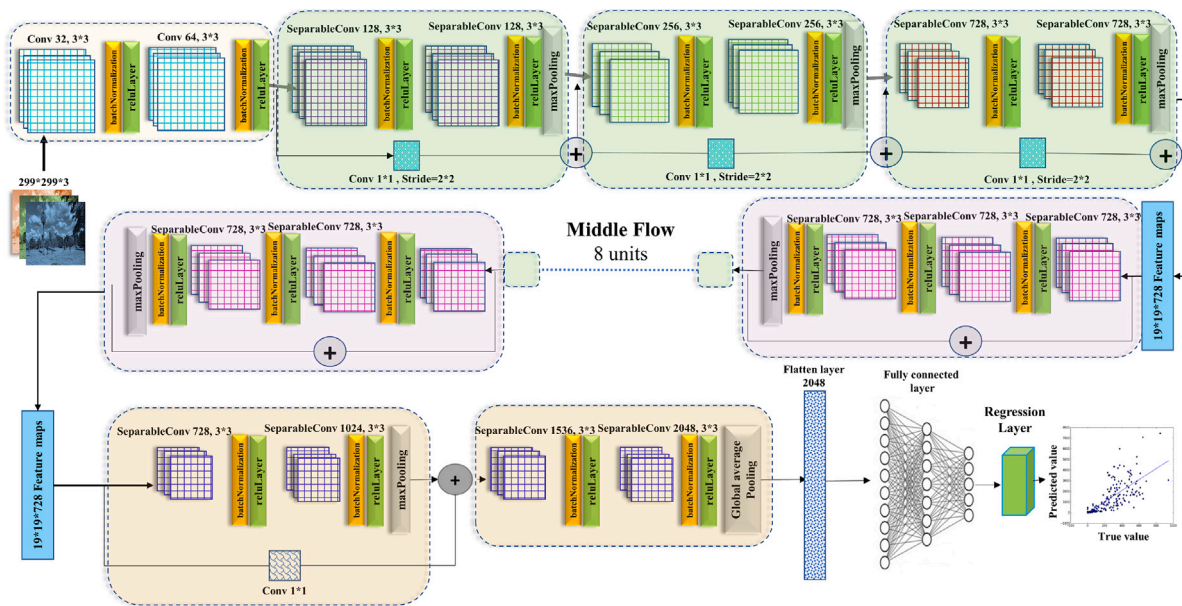 Conv 32, 3*3
Conv 64, 3*3
batchNormalization
reluLayer
batchNormalization
reluLayer
299*299*3
SeparableConv 128, 3*3
SeparableConv 128, 3*3
batchNormalization
reluLayer
batchNormalization
reluLayer
maxPooling
Conv 1*1 , Stride=2*2
+
SeparableConv 256, 3*3
SeparableConv 256, 3*3
batchNormalization
reluLayer
batchNormalization
reluLayer
maxPooling
Conv 1*1 , Stride=2*2
+
SeparableConv 728, 3*3
SeparableConv 728, 3*3
batchNormalization
reluLayer
batchNormalization
reluLayer
maxPooling
Conv 1*1 , Stride=2*2
+
19*19*728 Feature maps
SeparableConv 728, 3*3
SeparableConv 728, 3*3
SeparableConv 728, 3*3
maxPooling
batchNormalization
reluLayer
batchNormalization
reluLayer
batchNormalization
reluLayer
+
Middle Flow
8 units
SeparableConv 728, 3*3
SeparableConv 728, 3*3
maxPooling
batchNormalization
reluLayer
batchNormalization
reluLayer
batchNormalization
reluLayer
+
19*19*728 Feature maps
SeparableConv 728, 3*3
SeparableConv 1024, 3*3
batchNormalization
reluLayer
batchNormalization
reluLayer
maxPooling
Conv 1*1
+
SeparableConv 1536, 3*3
SeparableConv 2048, 3*3
batchNormalization
reluLayer
batchNormalization
reluLayer
Global average
Pooling
Flatten layer
2048
Fully connected
layer
Regression
Layer
Predicted value
True value